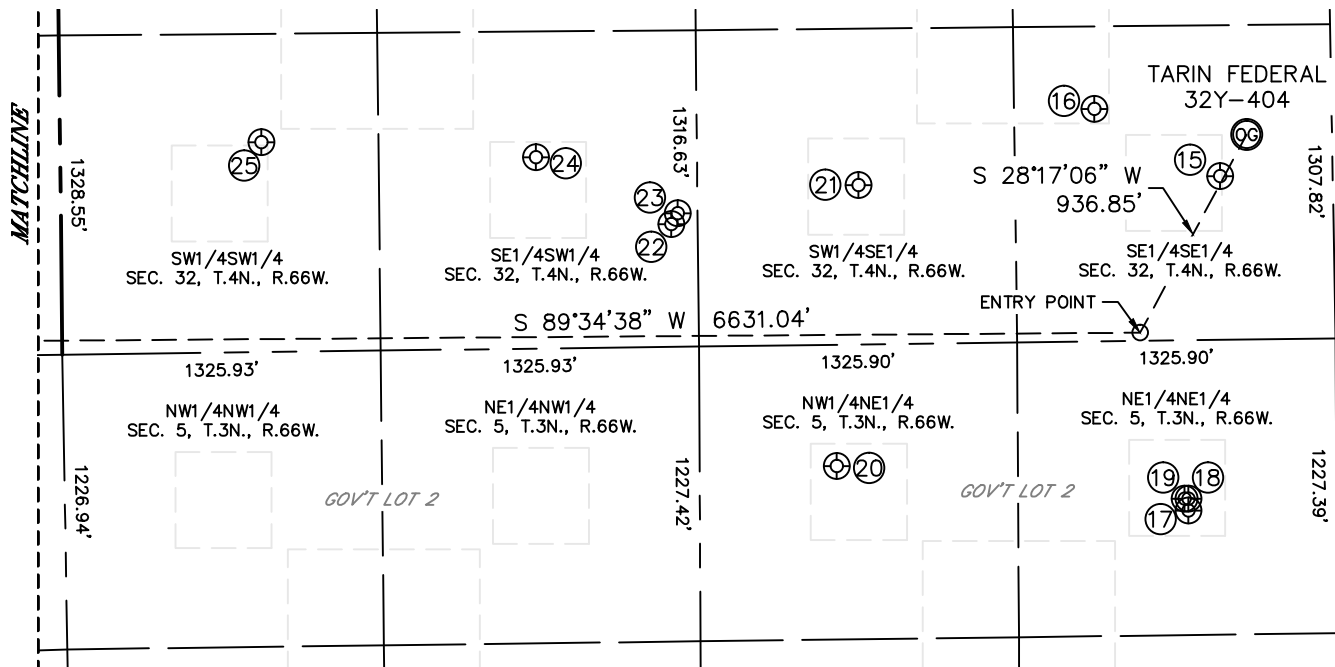 MATCHLINE
TARIN FEDERAL
32Y-404
OG
16
15
25
24
23
22
21
1328.55'
1316.63'
1307.82'
S 28°17'06" W
936.85'
SW1/4SW1/4
SEC. 32, T.4N., R.66W.
SE1/4SW1/4
SEC. 32, T.4N., R.66W.
SW1/4SE1/4
SEC. 32, T.4N., R.66W.
SE1/4SE1/4
SEC. 32, T.4N., R.66W.
ENTRY POINT
S 89°34'38" W 6631.04'
1325.93'
1325.93'
1325.90'
1325.90'
NW1/4NW1/4
SEC. 5, T.3N., R.66W.
NE1/4NW1/4
SEC. 5, T.3N., R.66W.
NW1/4NE1/4
SEC. 5, T.3N., R.66W.
NE1/4NE1/4
SEC. 5, T.3N., R.66W.
1226.94'
GOV'T LOT 2
1227.42'
20
GOV'T LOT 2
19
18
17
1227.39'